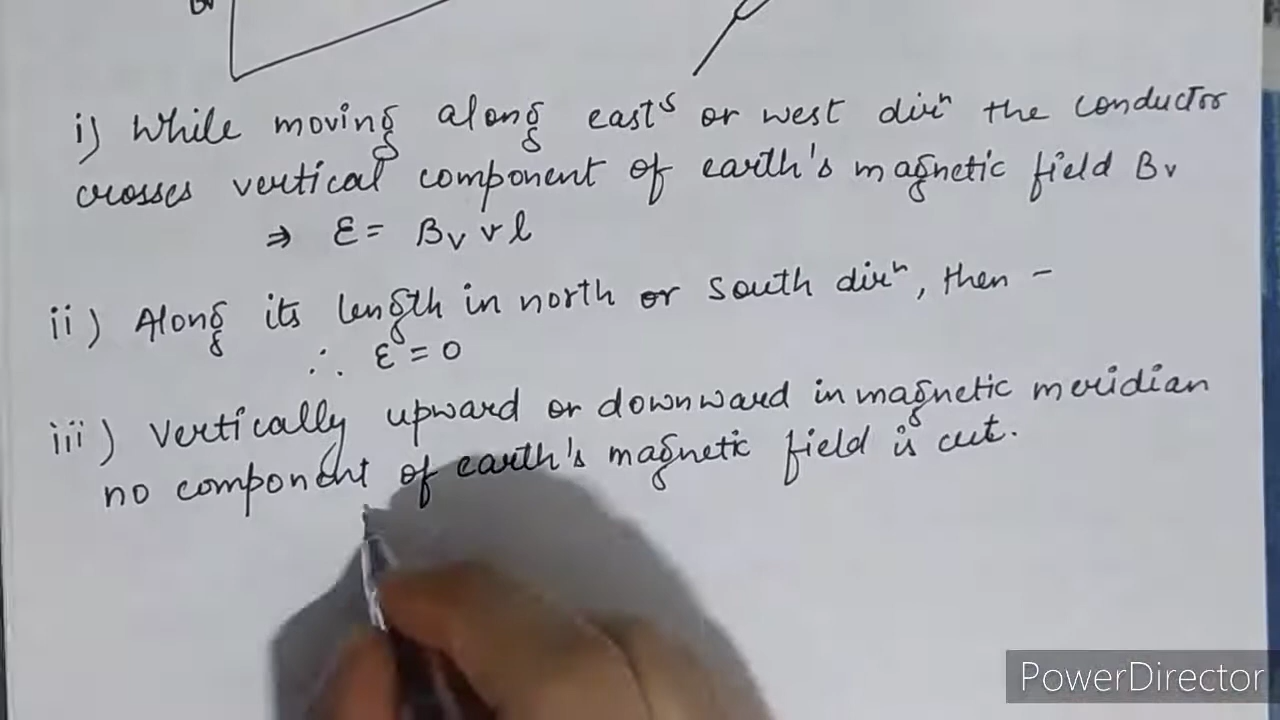 Bv
i) While moving along east or west dirⁿ the conductor
crosses vertical component of earth's magnetic field Bv
⇒ ε = Bv v l
ii) Along its length in north or south dirⁿ, then –
∴ ε = 0
iii) Vertically upward or downward in magnetic meridian
no component of earth's magnetic field is cut.
PowerDirector